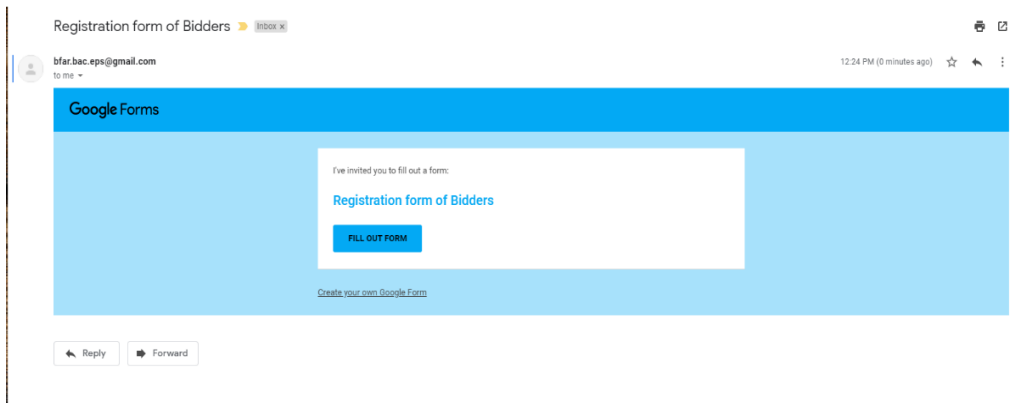 Registration form of Bidders Inbox x
bfar.bac.eps@gmail.com 12:24 PM (0 minutes ago)
to me
Google Forms
I've invited you to fill out a form:
Registration form of Bidders
FILL OUT FORM
Create your own Google Form
Reply Forward